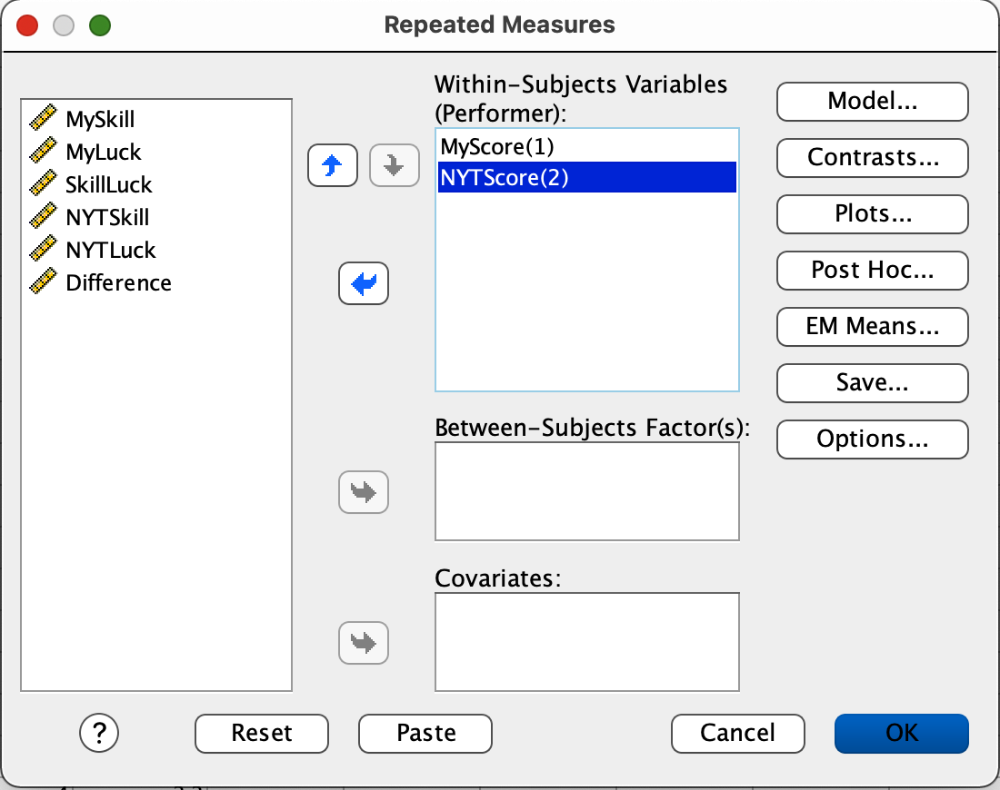 Repeated Measures
MySkill
MyLuck
SkillLuck
NYTSkill
NYTLuck
Difference
Within-Subjects Variables
(Performer):
MyScore(1)
NYTScore(2)
Between-Subjects Factor(s):
Covariates:
Model...
Contrasts...
Plots...
Post Hoc...
EM Means...
Save...
Options...
?
Reset
Paste
Cancel
OK